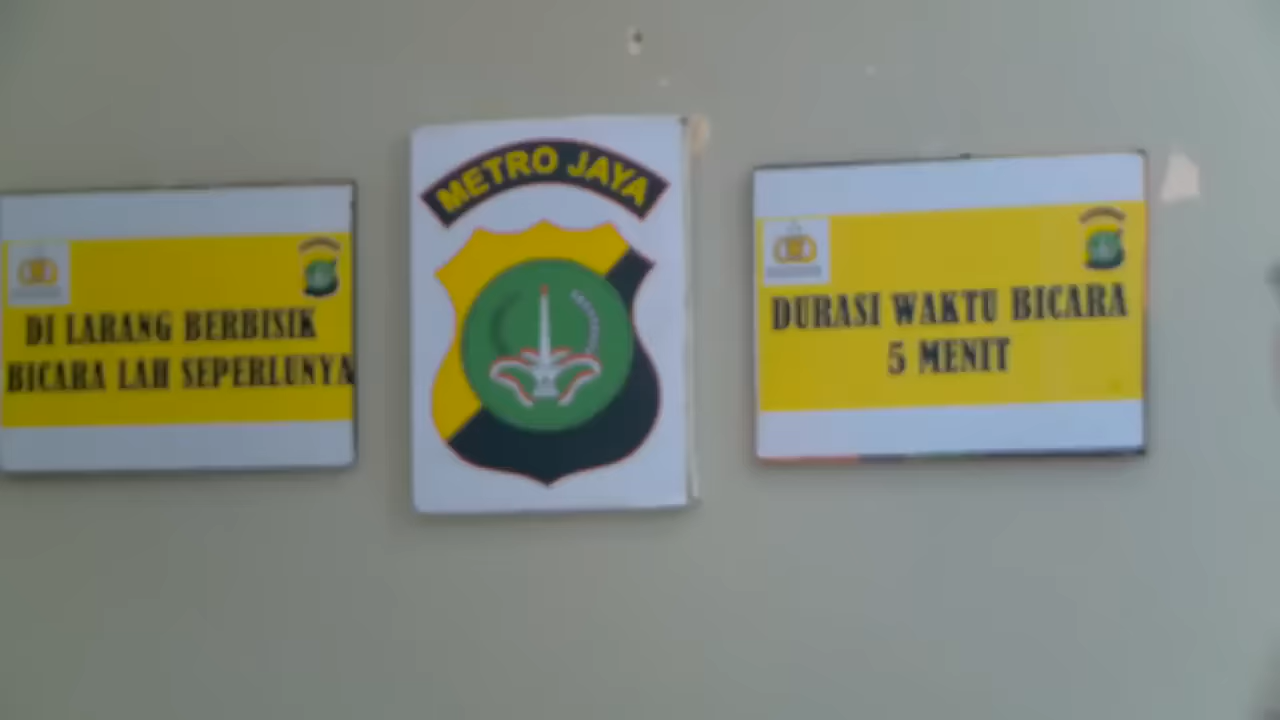 DI LARANG BERBISIK
BICARA LAH SEPERLUNYA
METRO JAYA
DURASI WAKTU BICARA
5 MENIT